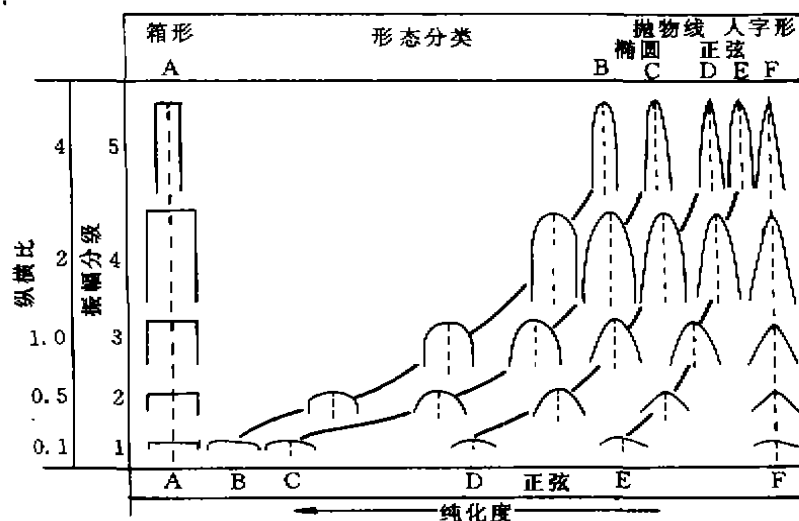 箱形 形态分类 抛物线 人字形
椭圆 正弦
A B C D E F
纵横比
振幅分级
4 5
2 4
1.0 3
0.5 2
0.1 1
A B C D 正弦 E F
纯化度